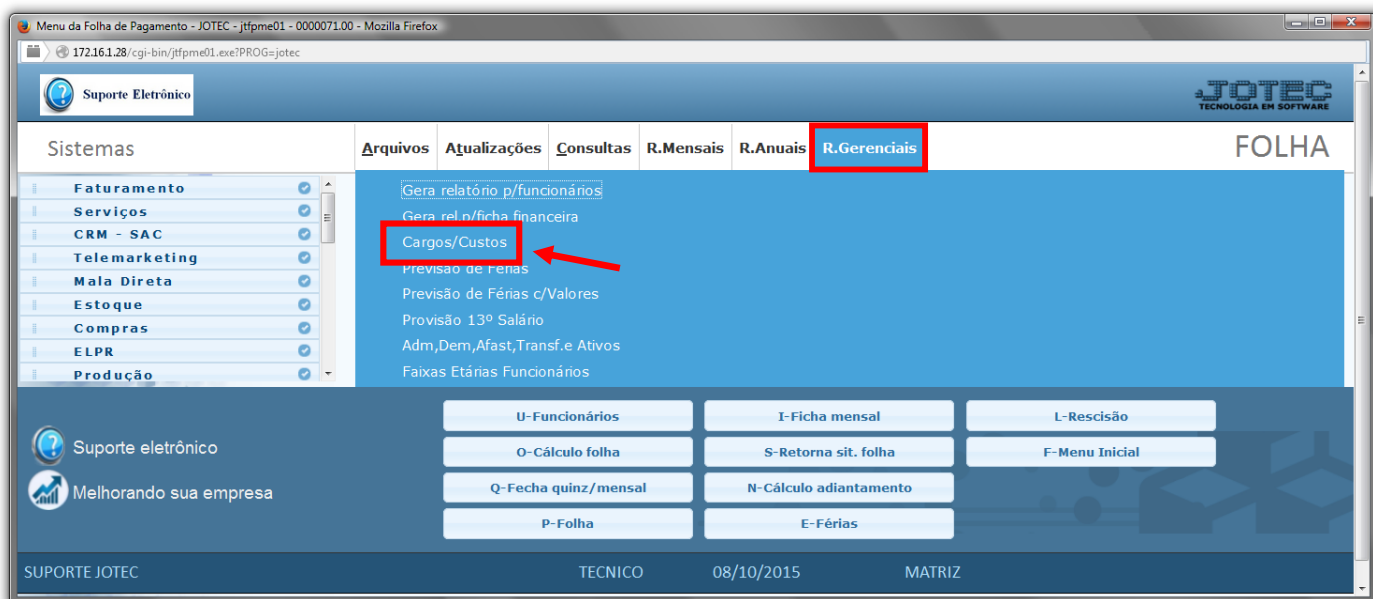 Menu da Folha de Pagamento - JOTEC - jtfpme01 - 0000071.00 - Mozilla Firefox
172.16.1.28/cgi-bin/jtfpme01.exe?PROG=jotec
Suporte Eletrônico
JOTEC
TECNOLOGIA EM SOFTWARE
Sistemas
Arquivos Atualizações Consultas R.Mensais R.Anuais R.Gerenciais
FOLHA
Faturamento
Serviços
CRM - SAC
Telemarketing
Mala Direta
Estoque
Compras
ELPR
Produção
Gera relatório p/funcionários
Gera rel.p/ficha financeira
Cargos/Custos
Previsão de Férias
Previsão de Férias c/Valores
Provisão 13º Salário
Adm,Dem,Afast,Transf.e Ativos
Faixas Etárias Funcionários
Suporte eletrônico
Melhorando sua empresa
U-Funcionários I-Ficha mensal L-Rescisão
O-Cálculo folha S-Retorna sit. folha F-Menu Inicial
Q-Fecha quinz/mensal N-Cálculo adiantamento
P-Folha E-Férias
SUPORTE JOTEC TECNICO 08/10/2015 MATRIZ